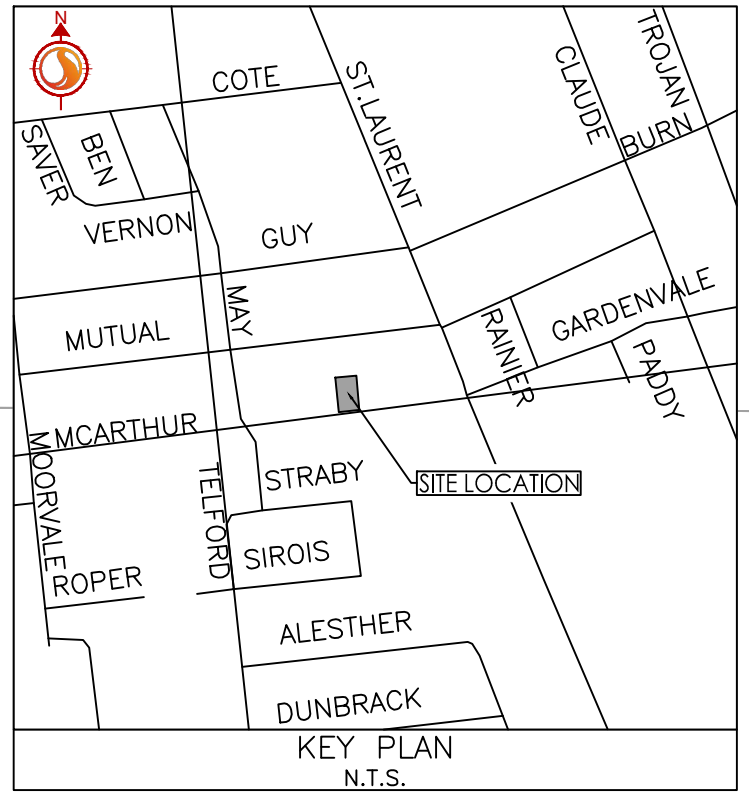 N
COTE
ST.LAURENT
CLAUDE
TROJAN
BURN
SAVER
BEN
VERNON
GUY
MAY
MUTUAL
RAINIER
GARDENVALE
PADDY
MCARTHUR
MOORVALE
TELFORD
STRABY
SITE LOCATION
SIROIS
ROPER
ALESTHER
DUNBRACK
KEY PLAN
N.T.S.